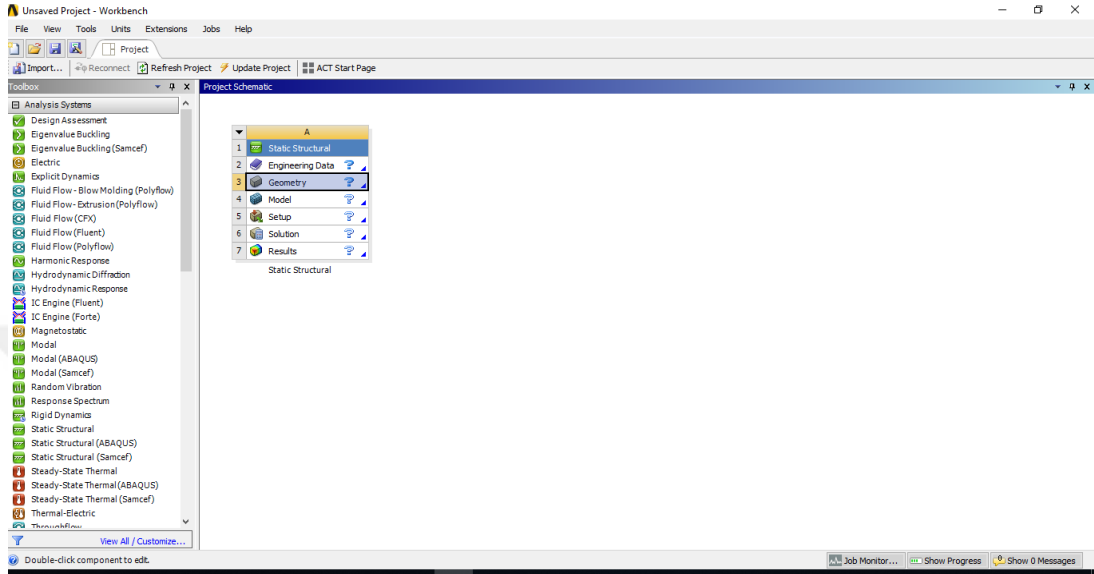 Unsaved Project - Workbench
File View Tools Units Extensions Jobs Help
Project
Import... Reconnect Refresh Project Update Project ACT Start Page
Toolbox
Project Schematic
Analysis Systems
Design Assessment
Eigenvalue Buckling
Eigenvalue Buckling (Samcef)
Electric
Explicit Dynamics
Fluid Flow - Blow Molding (Polyflow)
Fluid Flow - Extrusion (Polyflow)
Fluid Flow (CFX)
Fluid Flow (Fluent)
Fluid Flow (Polyflow)
Harmonic Response
Hydrodynamic Diffraction
Hydrodynamic Response
IC Engine (Fluent)
IC Engine (Forte)
Magnetostatic
Modal
Modal (ABAQUS)
Modal (Samcef)
Random Vibration
Response Spectrum
Rigid Dynamics
Static Structural
Static Structural (ABAQUS)
Static Structural (Samcef)
Steady-State Thermal
Steady-State Thermal (ABAQUS)
Steady-State Thermal (Samcef)
Thermal-Electric
Throughflow
View All / Customize...
A
1 Static Structural
2 Engineering Data ?
3 Geometry ?
4 Model ?
5 Setup ?
6 Solution ?
7 Results ?
Static Structural
Double-click component to edit.
Job Monitor... Show Progress Show 0 Messages